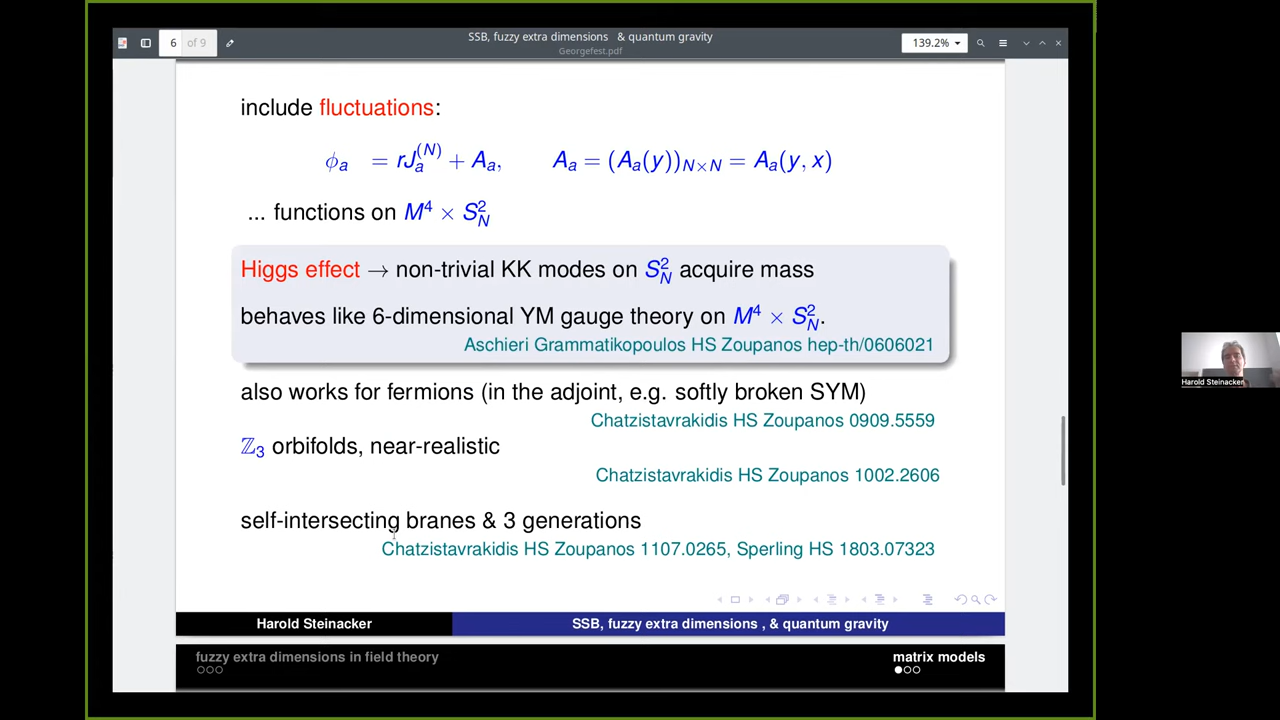 SSB, fuzzy extra dimensions & quantum gravity
Georgefest.pdf
6 of 9
139.2%
include fluctuations:
ϕₐ = rJₐ⁽ᴺ⁾ + Aₐ, Aₐ = (Aₐ(y))_{N×N} = Aₐ(y, x)
... functions on M⁴ × S²_N
Higgs effect → non-trivial KK modes on S²_N acquire mass
behaves like 6-dimensional YM gauge theory on M⁴ × S²_N.
Aschieri Grammatikopoulos HS Zoupanos hep-th/0606021
also works for fermions (in the adjoint, e.g. softly broken SYM)
Chatzistavrakidis HS Zoupanos 0909.5559
ℤ₃ orbifolds, near-realistic
Chatzistavrakidis HS Zoupanos 1002.2606
self-intersecting branes & 3 generations
Chatzistavrakidis HS Zoupanos 1107.0265, Sperling HS 1803.07323
Harold Steinacker SSB, fuzzy extra dimensions , & quantum gravity
fuzzy extra dimensions in field theory matrix models
Harold Steinacker